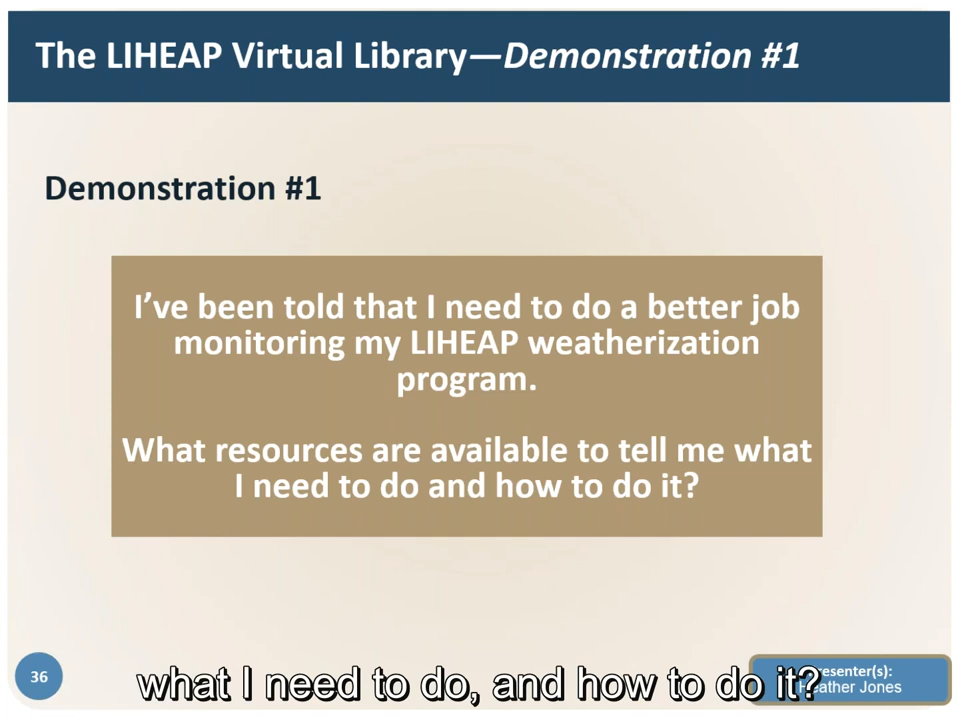 The LIHEAP Virtual Library—Demonstration #1
Demonstration #1
I've been told that I need to do a better job
monitoring my LIHEAP weatherization
program.
What resources are available to tell me what
I need to do and how to do it?
36
Presenter(s):
Heather Jones
what I need to do, and how to do it?